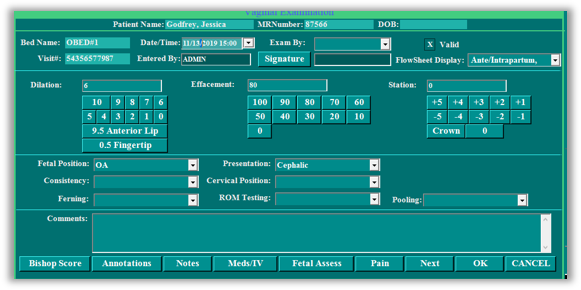 Vaginal Examination
Patient Name: Godfrey, Jessica MRNumber: 87566 DOB:
Bed Name: OBED#1 Date/Time: 11/13/2019 15:00 Exam By: X Valid
Visit#: 54356577987 Entered By: ADMIN Signature FlowSheet Display: Ante/Intrapartum,
Dilation: 6 Effacement: 80 Station: 0
10 9 8 7 6 100 90 80 70 60 +5 +4 +3 +2 +1
5 4 3 2 1 0 50 40 30 20 10 -5 -4 -3 -2 -1
9.5 Anterior Lip 0 Crown 0
0.5 Fingertip
Fetal Position: OA Presentation: Cephalic
Consistency: Cervical Position:
Ferning: ROM Testing: Pooling:
Comments:
Bishop Score Annotations Notes Meds/IV Fetal Assess Pain Next OK CANCEL